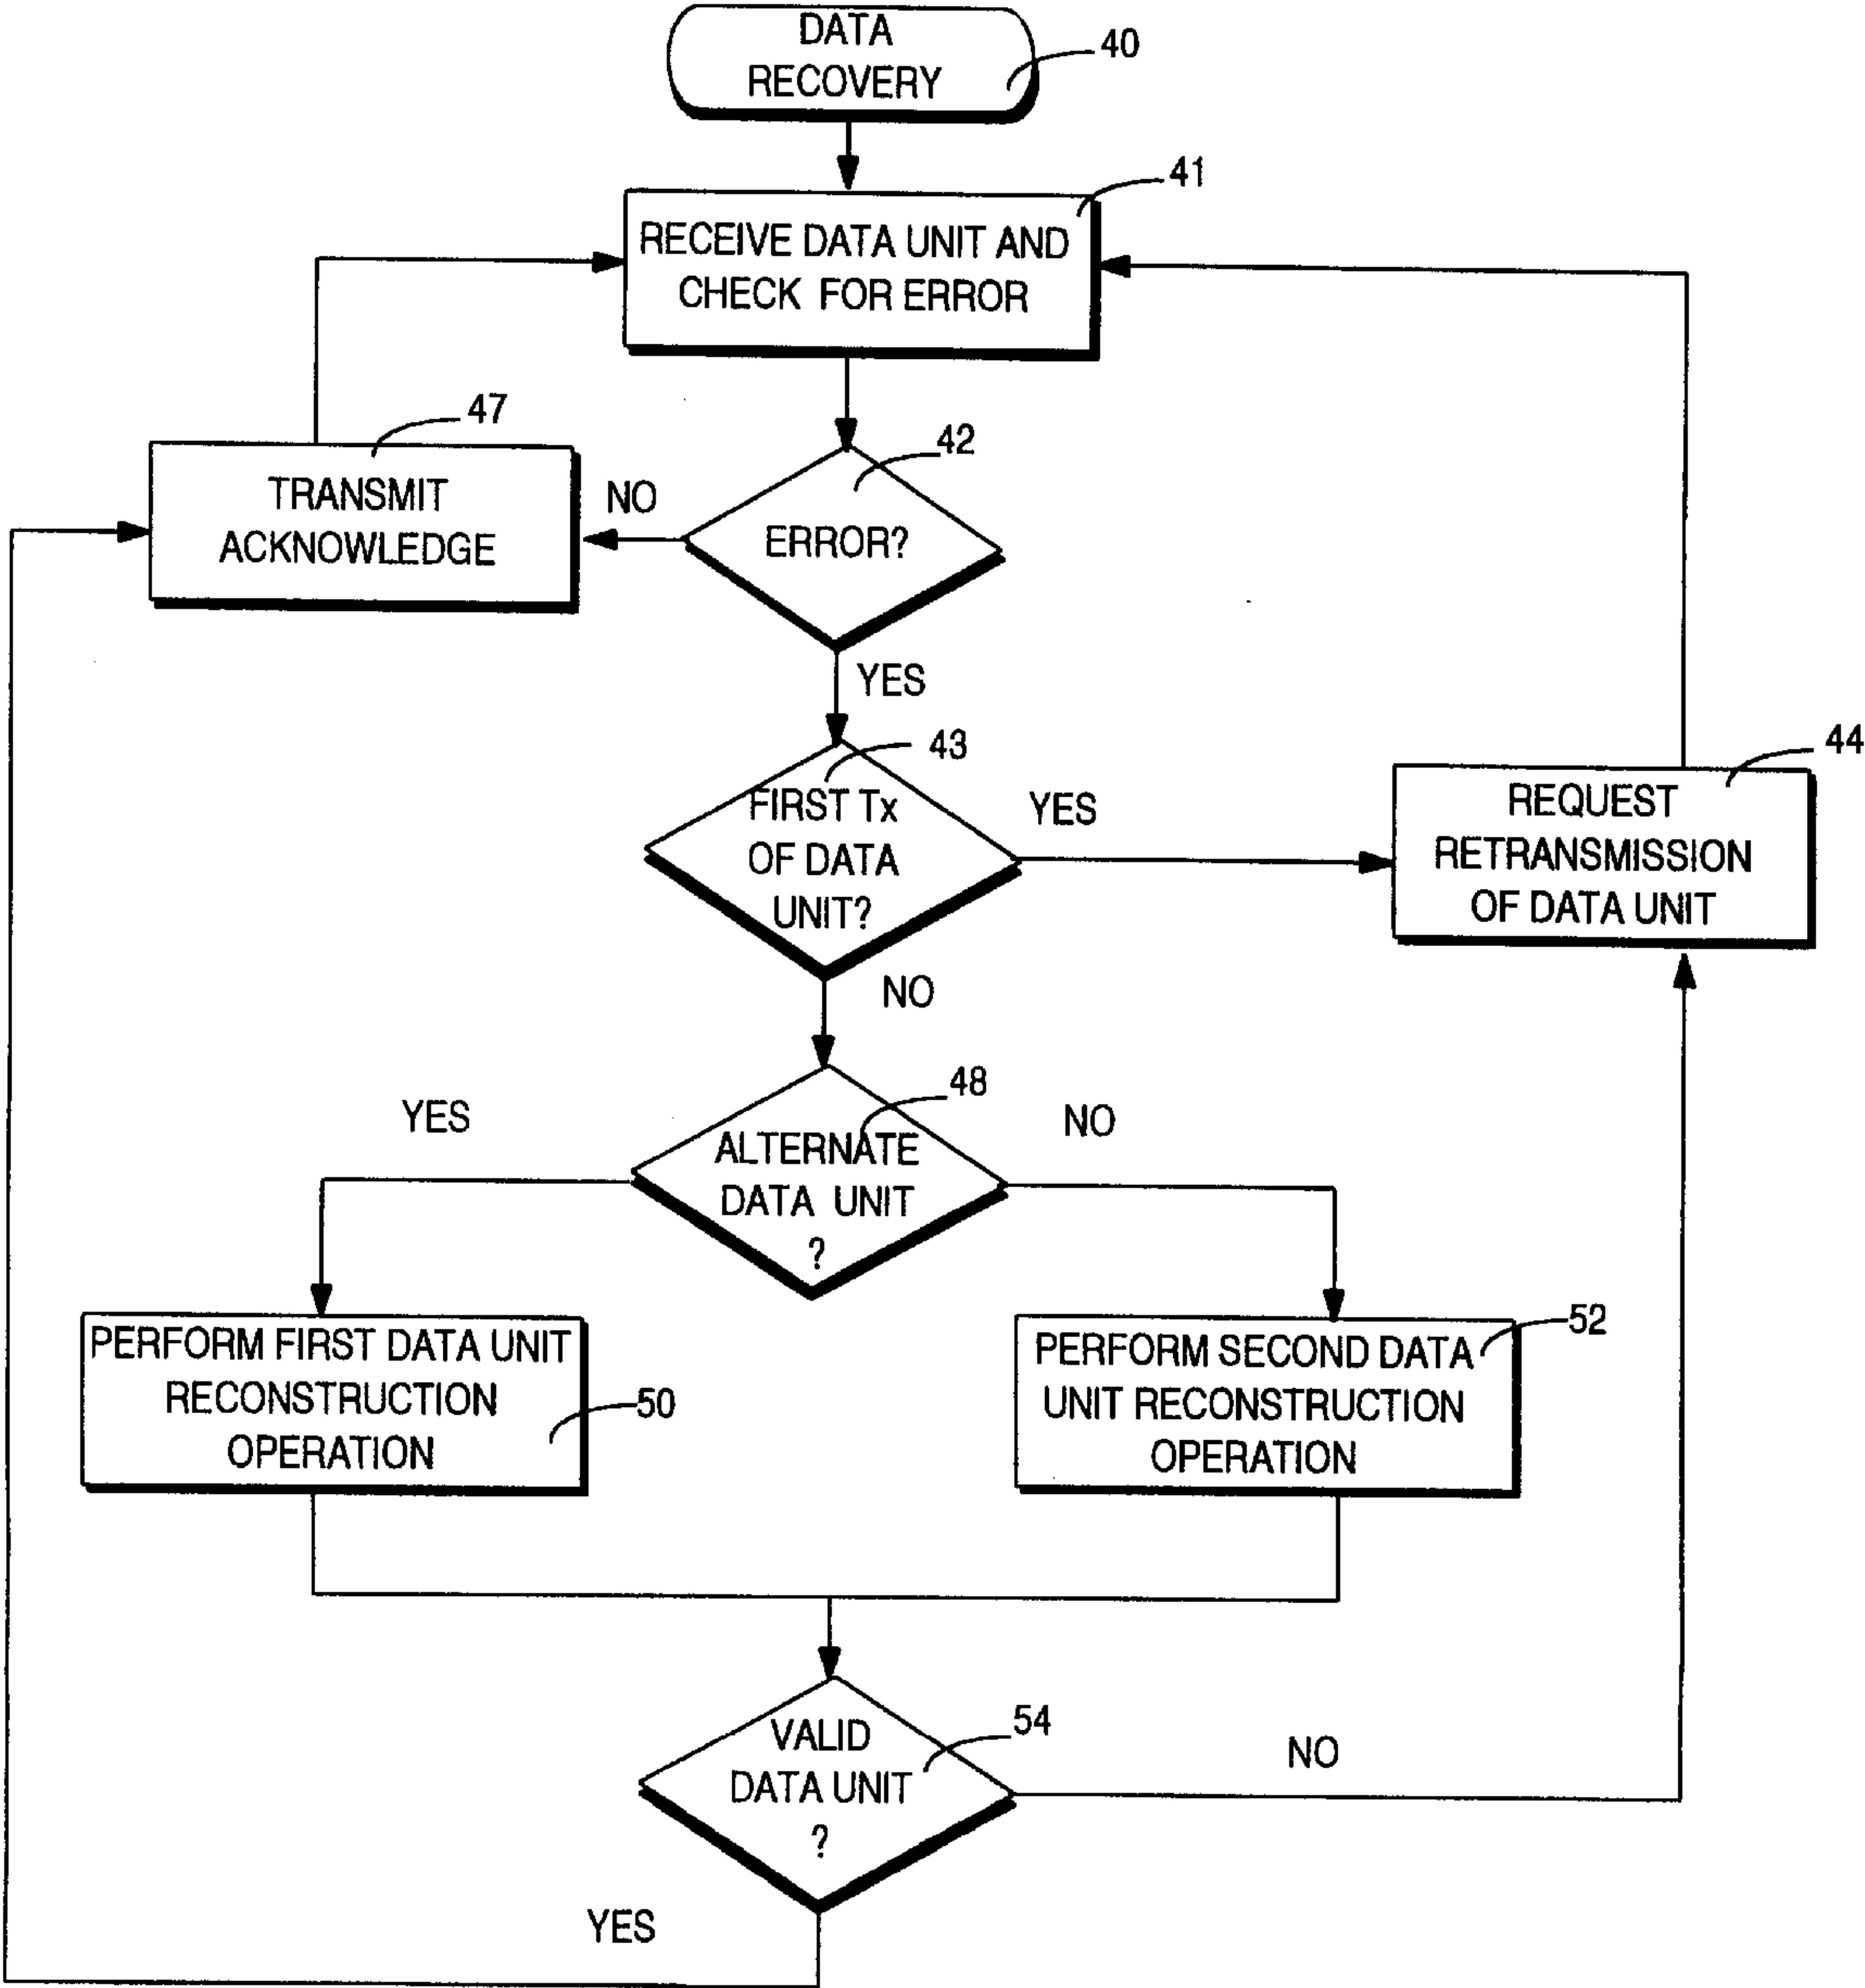 DATA
RECOVERY
40
41
RECEIVE DATA UNIT AND
CHECK FOR ERROR
47
TRANSMIT
ACKNOWLEDGE
NO
42
ERROR?
YES
43
FIRST Tx
OF DATA
UNIT?
YES
44
REQUEST
RETRANSMISSION
OF DATA UNIT
NO
48
YES
ALTERNATE
DATA UNIT
?
NO
PERFORM FIRST DATA UNIT
RECONSTRUCTION
OPERATION
50
52
PERFORM SECOND DATA
UNIT RECONSTRUCTION
OPERATION
54
VALID
DATA UNIT
?
NO
YES